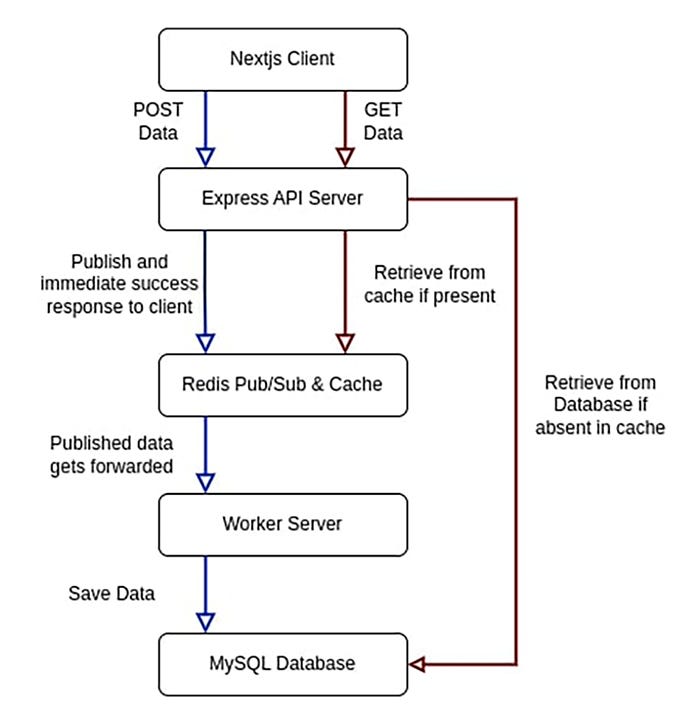 Nextjs Client
POST
Data
GET
Data
Express API Server
Publish and
immediate success
response to client
Retrieve from
cache if present
Redis Pub/Sub & Cache
Retrieve from
Database if
absent in cache
Published data
gets forwarded
Worker Server
Save Data
MySQL Database